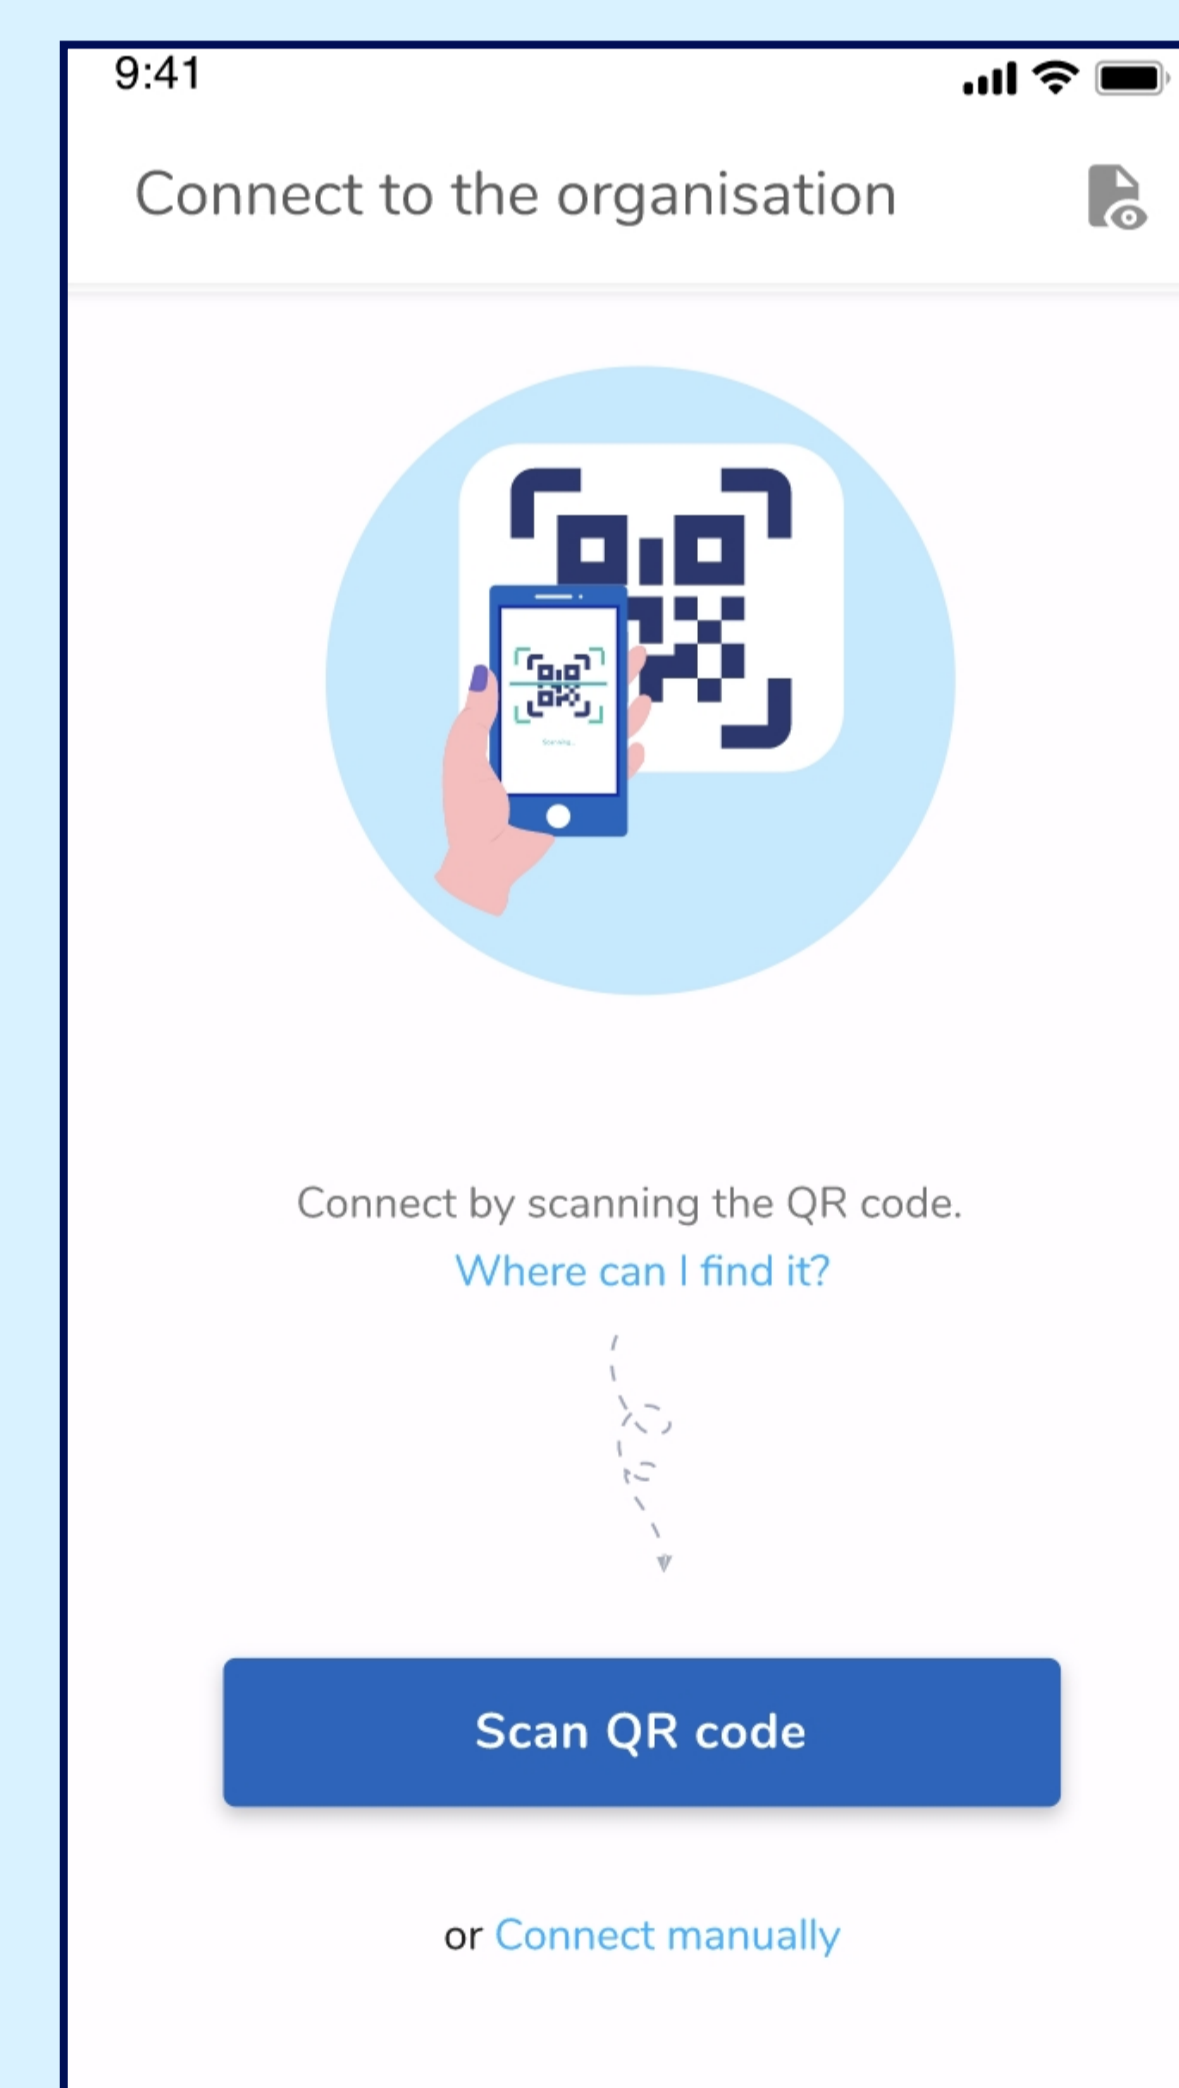 9:41
Connect to the organisation
Scanning...
Connect by scanning the QR code.
Where can I find it?
Scan QR code
or Connect manually